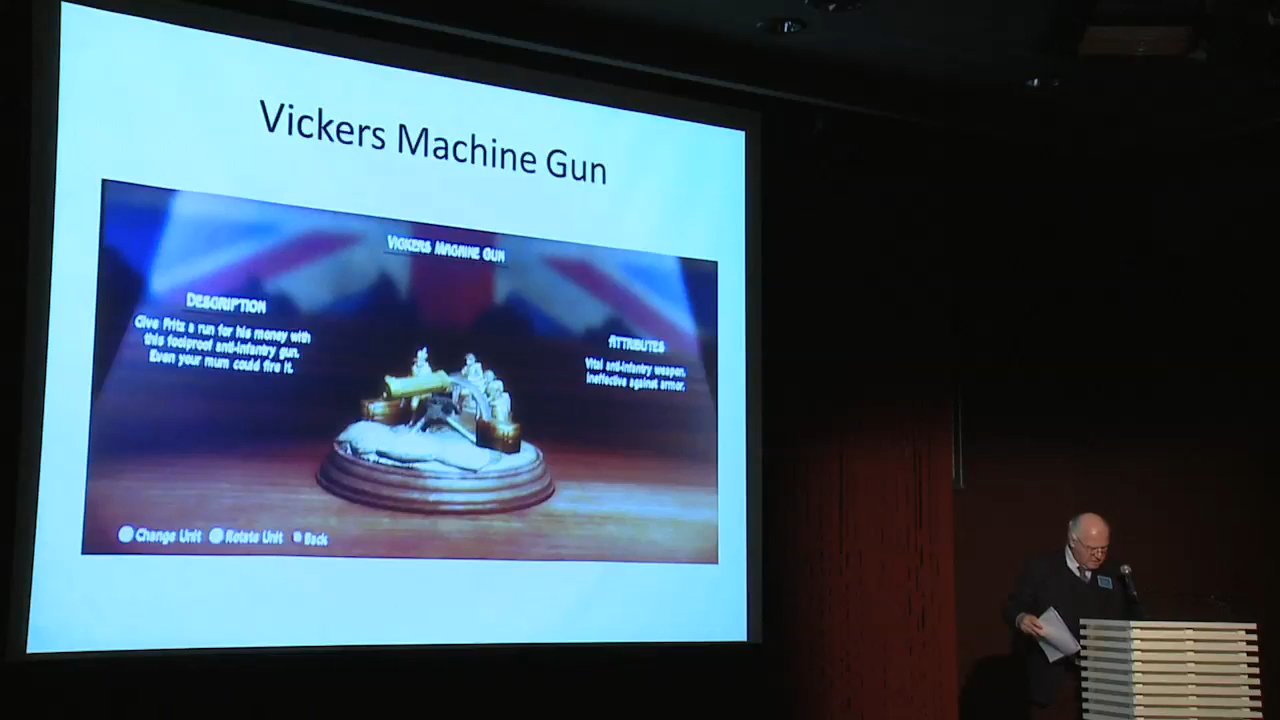 Vickers Machine Gun
VICKERS MACHINE GUN
DESCRIPTION
Give Fritz a run for his money with
this foolproof anti-infantry gun.
Even your mum could fire it.
ATTRIBUTES
Vital anti-infantry weapon.
Ineffective against armor.
Change Unit Rotate Unit Back